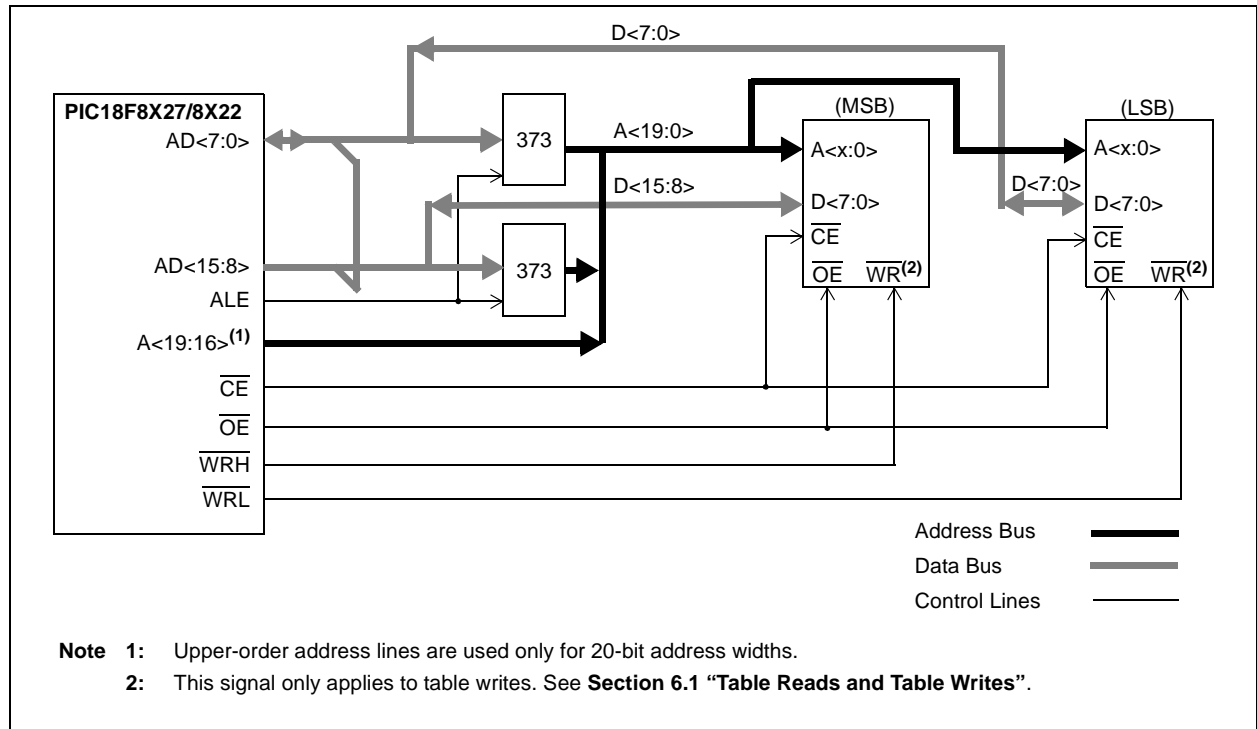 D<7:0>
PIC18F8X27/8X22
AD<7:0>
373
A<19:0>
(MSB)
A<x:0>
D<7:0>
CE
OE WR(2)
(LSB)
A<x:0>
D<7:0>
D<7:0>
CE
OE WR(2)
D<15:8>
AD<15:8>
373
ALE
A<19:16>(1)
CE
OE
WRH
WRL
Address Bus
Data Bus
Control Lines
Note 1: Upper-order address lines are used only for 20-bit address widths.
2: This signal only applies to table writes. See Section 6.1 “Table Reads and Table Writes”.